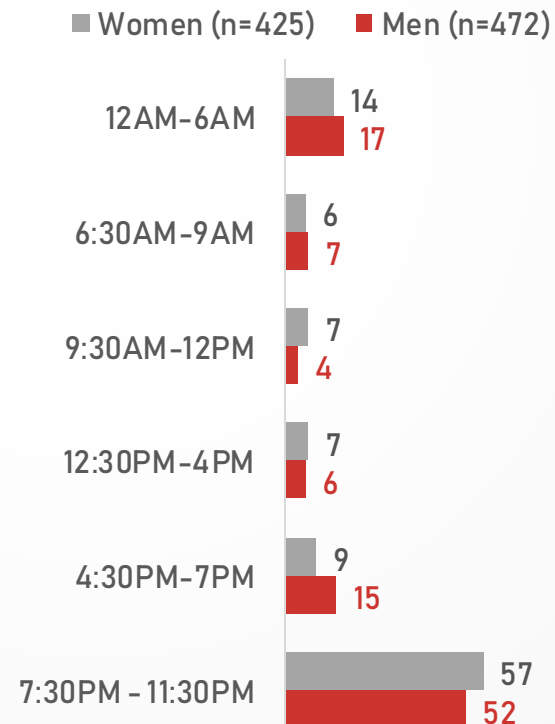 Women (n=425) Men (n=472)
12AM-6AM 14
17
6:30AM-9AM 6
7
9:30AM-12PM 7
4
12:30PM-4PM 7
6
4:30PM-7PM 9
15
7:30PM - 11:30PM 57
52